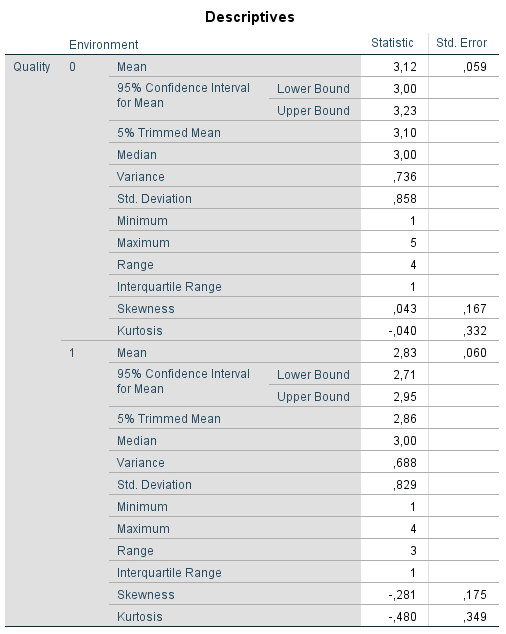 Descriptives
Environment Statistic Std. Error
Quality 0 Mean 3,12 ,059
95% Confidence Interval for Mean Lower Bound 3,00
Upper Bound 3,23
5% Trimmed Mean 3,10
Median 3,00
Variance ,736
Std. Deviation ,858
Minimum 1
Maximum 5
Range 4
Interquartile Range 1
Skewness ,043 ,167
Kurtosis -,040 ,332
1 Mean 2,83 ,060
95% Confidence Interval for Mean Lower Bound 2,71
Upper Bound 2,95
5% Trimmed Mean 2,86
Median 3,00
Variance ,688
Std. Deviation ,829
Minimum 1
Maximum 4
Range 3
Interquartile Range 1
Skewness -,281 ,175
Kurtosis -,480 ,349